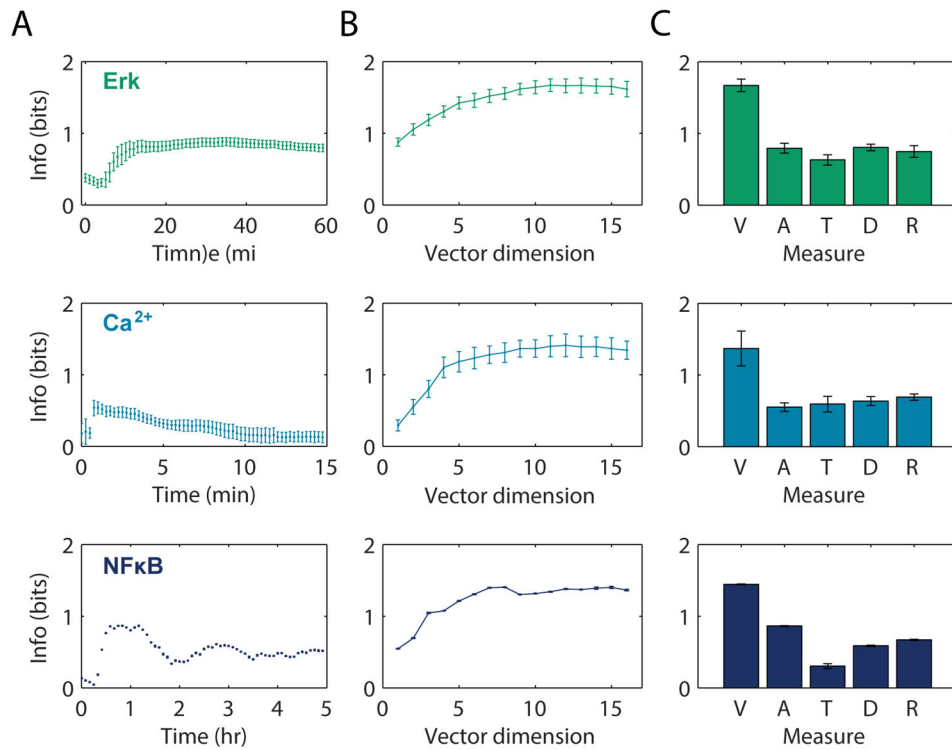 A
B
C
Erk
Info (bits)
2
1
0
0
20
40
60
Timn)e (mi
2
1
0
0
5
10
15
Vector dimension
2
1
0
V
A
T
D
R
Measure
Ca²⁺
Info (bits)
2
1
0
0
5
10
15
Time (min)
2
1
0
0
5
10
15
Vector dimension
2
1
0
V
A
T
D
R
Measure
NFκB
Info (bits)
2
1
0
0
1
2
3
4
5
Time (hr)
2
1
0
0
5
10
15
Vector dimension
2
1
0
V
A
T
D
R
Measure